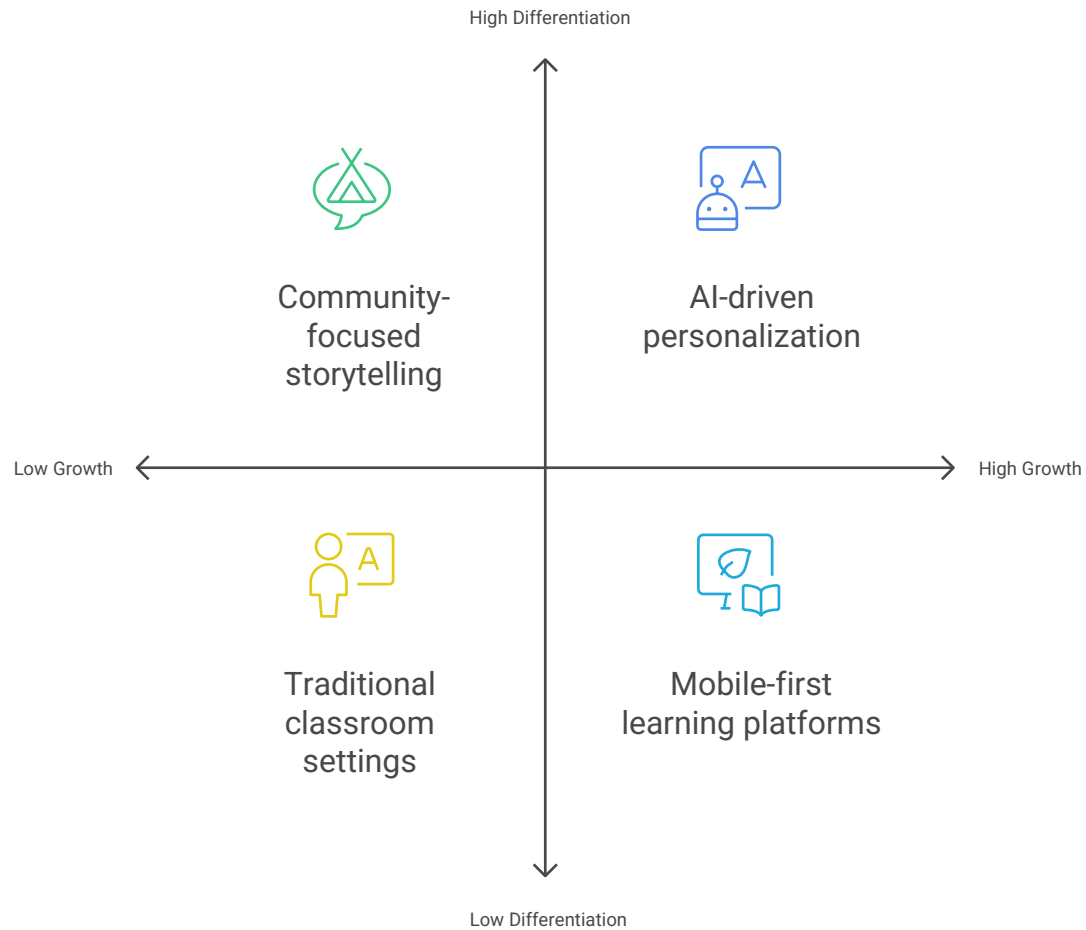 High Differentiation
Community-
focused
storytelling
A
AI-driven
personalization
Low Growth
High Growth
A
Traditional
classroom
settings
Mobile-first
learning platforms
Low Differentiation